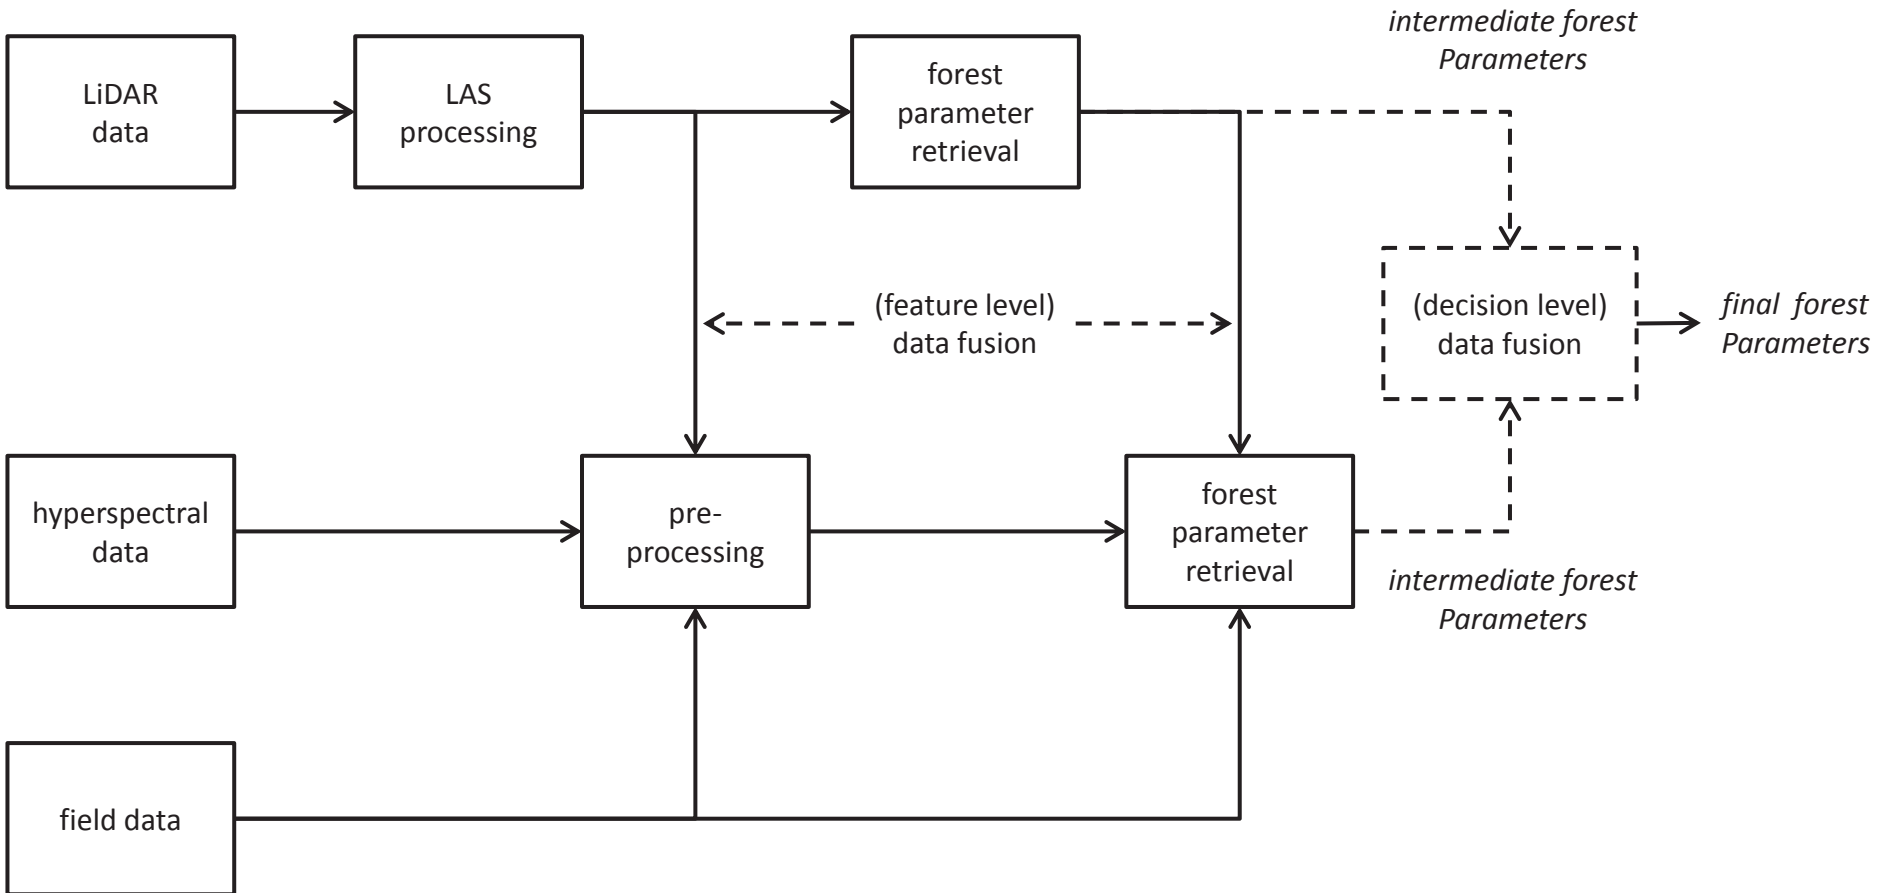 intermediate forest
Parameters
LiDAR
data
LAS
processing
forest
parameter
retrieval
(feature level)
data fusion
(decision level)
data fusion
final forest
Parameters
hyperspectral
data
pre-
processing
forest
parameter
retrieval
intermediate forest
Parameters
field data